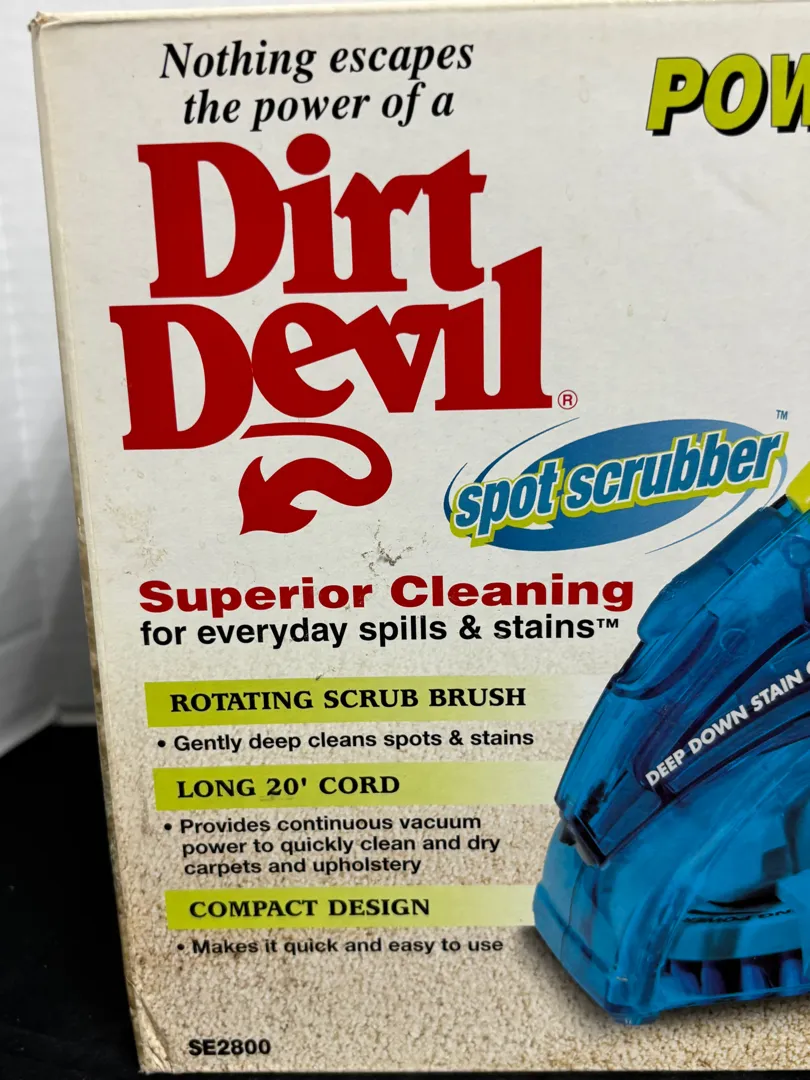 Nothing escapes
the power of a
Dirt
Devil®
POW
spot scrubber™
Superior Cleaning
for everyday spills & stains™
ROTATING SCRUB BRUSH
• Gently deep cleans spots & stains
LONG 20' CORD
• Provides continuous vacuum
power to quickly clean and dry
carpets and upholstery
COMPACT DESIGN
• Makes it quick and easy to use
DEEP DOWN STAIN
SE2800